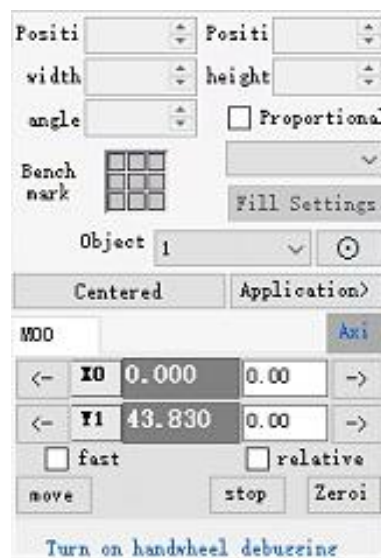 Positi Positi
width height
angle Proportional
Bench
mark
Fill Settings
Object 1
Centered Application>
M00 Axi
<- X0 0.000 0.00 ->
<- Y1 43.830 0.00 ->
fast relative
move stop Zeroi
Turn on handwheel debugging